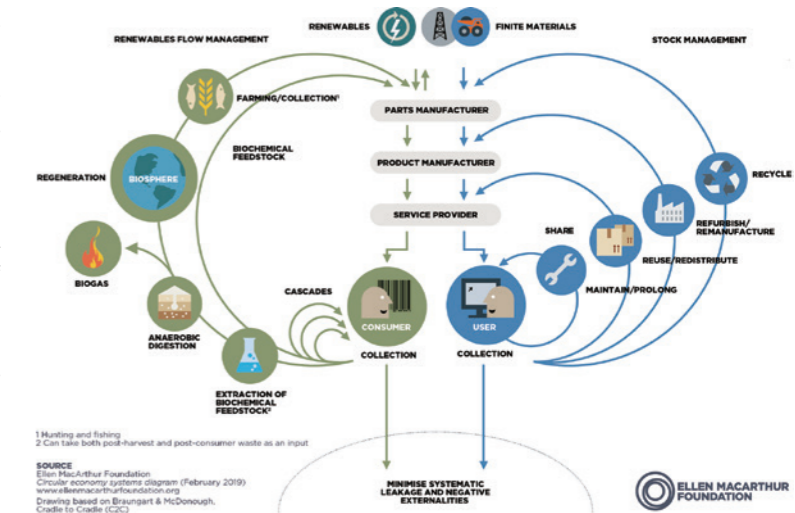 RENEWABLES
FINITE MATERIALS
RENEWABLES FLOW MANAGEMENT
STOCK MANAGEMENT
FARMING/COLLECTION¹
PARTS MANUFACTURER
BIOCHEMICAL
FEEDSTOCK
PRODUCT MANUFACTURER
REGENERATION
BIOSPHERE
RECYCLE
SERVICE PROVIDER
REFURBISH/
REMANUFACTURE
SHARE
REUSE/REDISTRIBUTE
BIOGAS
MAINTAIN/PROLONG
CASCADES
CONSUMER
USER
ANAEROBIC
DIGESTION
COLLECTION
COLLECTION
EXTRACTION OF
BIOCHEMICAL
FEEDSTOCK²
1 Hunting and fishing
2 Can take both post-harvest and post-consumer waste as an input
SOURCE
Ellen MacArthur Foundation
Circular economy systems diagram (February 2019)
www.ellenmacarthurfoundation.org
Drawing based on Braungart & McDonough,
Cradle to Cradle (C2C)
MINIMISE SYSTEMATIC
LEAKAGE AND NEGATIVE
EXTERNALITIES
ELLEN MACARTHUR
FOUNDATION